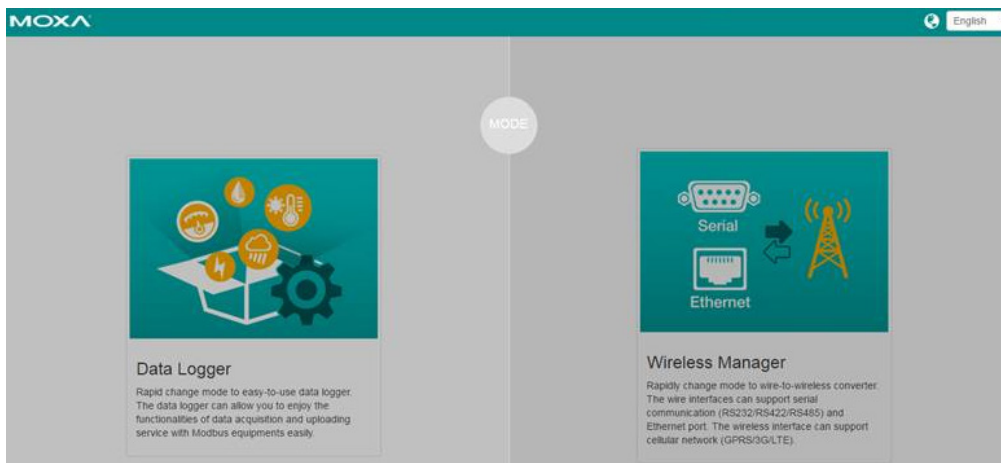 MOXA
English
MODE
Serial
Ethernet
Data Logger
Rapid change mode to easy-to-use data logger.
The data logger can allow you to enjoy the
functionalities of data acquisition and uploading
service with Modbus equipments easily.
Wireless Manager
Rapidly change mode to wire-to-wireless converter.
The wire interfaces can support serial
communication (RS232/RS422/RS485) and
Ethernet port. The wireless interface can support
cellular network (GPRS/3G/LTE).